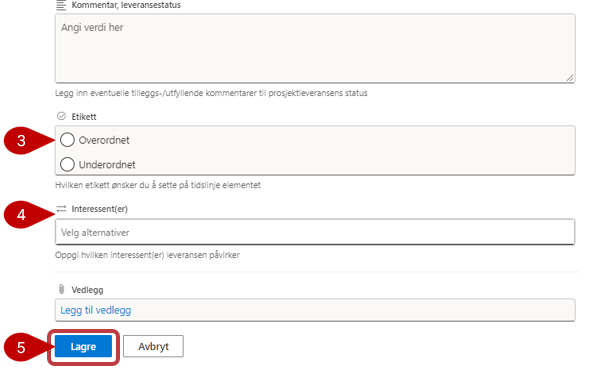 Kommentar, leveransestatus
Angi verdi her
Legg inn eventuelle tilleggs-/utfyllende kommentarer til prosjektleveransens status
Etikett
3
Overordnet
Underordnet
Hvilken etikett ønsker du å sette på tidslinje elementet
4
Interessent(er)
Velg alternativer
Oppgi hvilken interessent(er) leveransen påvirker
Vedlegg
Legg til vedlegg
5
Lagre
Avbryt